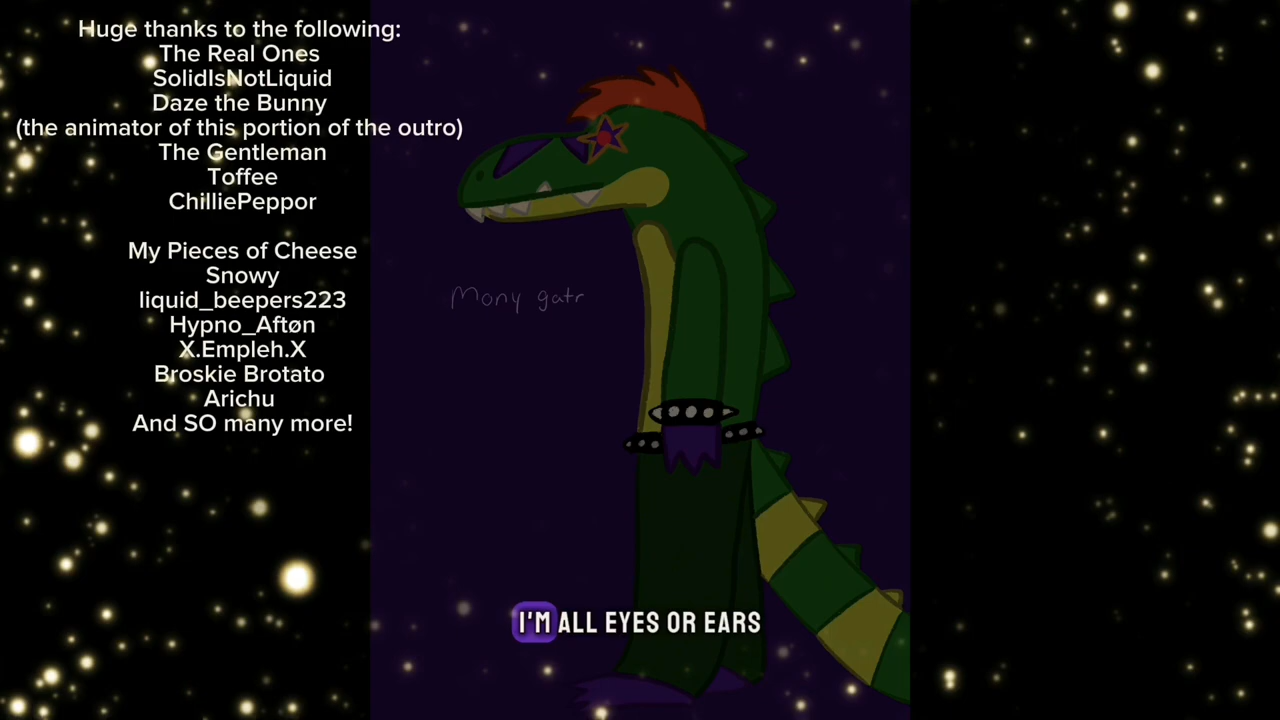 Huge thanks to the following:
The Real Ones
SolidIsNotLiquid
Daze the Bunny
(the animator of this portion of the outro)
The Gentleman
Toffee
ChilliePeppor
My Pieces of Cheese
Snowy
liquid_beepers223
Hypno_Aftøn
X.Empleh.X
Broskie Brotato
Arichu
And SO many more!
Mony gatr
I'M ALL EYES OR EARS